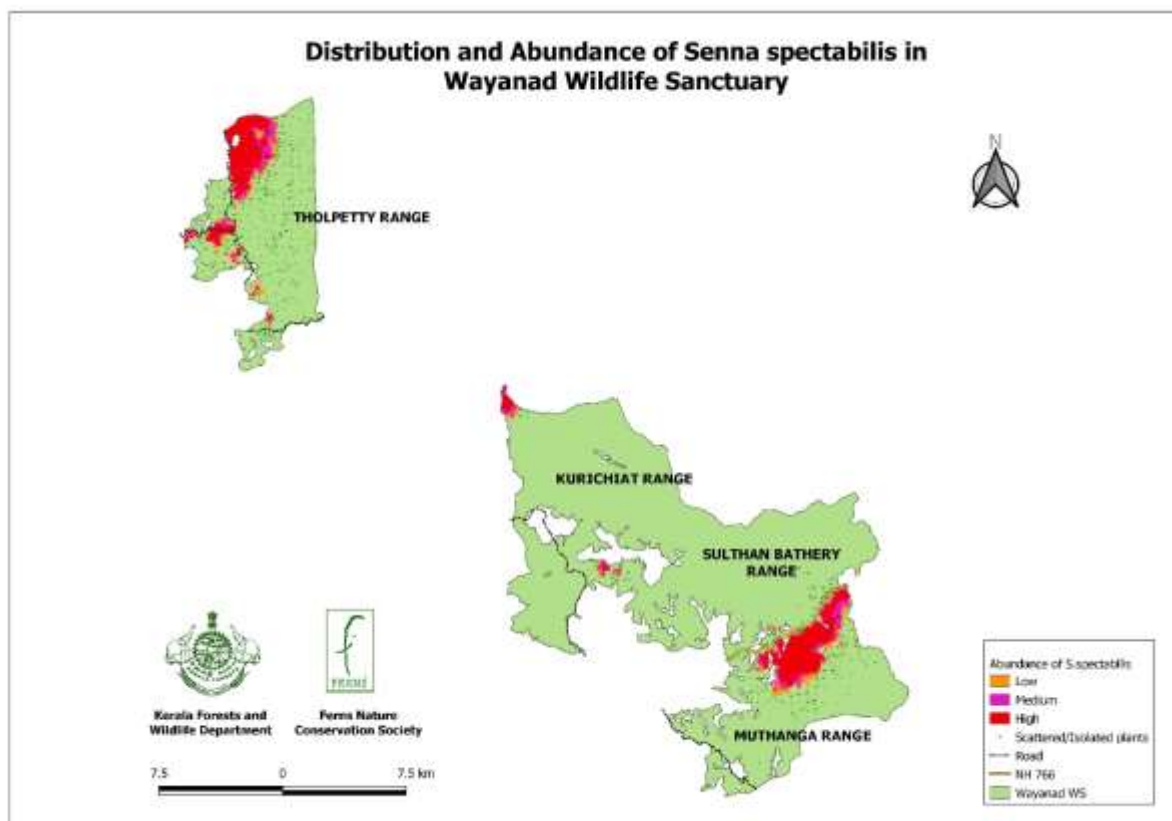 Distribution and Abundance of Senna spectabilis in
Wayanad Wildlife Sanctuary
N
THOLPETTY RANGE
KURICHIAT RANGE
SULTHAN BATHERY
RANGE
MUTHANGA RANGE
FERNS
Kerala Forests and
Wildlife Department
Ferns Nature
Conservation Society
7.5 0 7.5 km
Abundance of S.spectabilis
Low
Medium
High
Scattered/Isolated plants
Road
NH 766
Wayanad WS